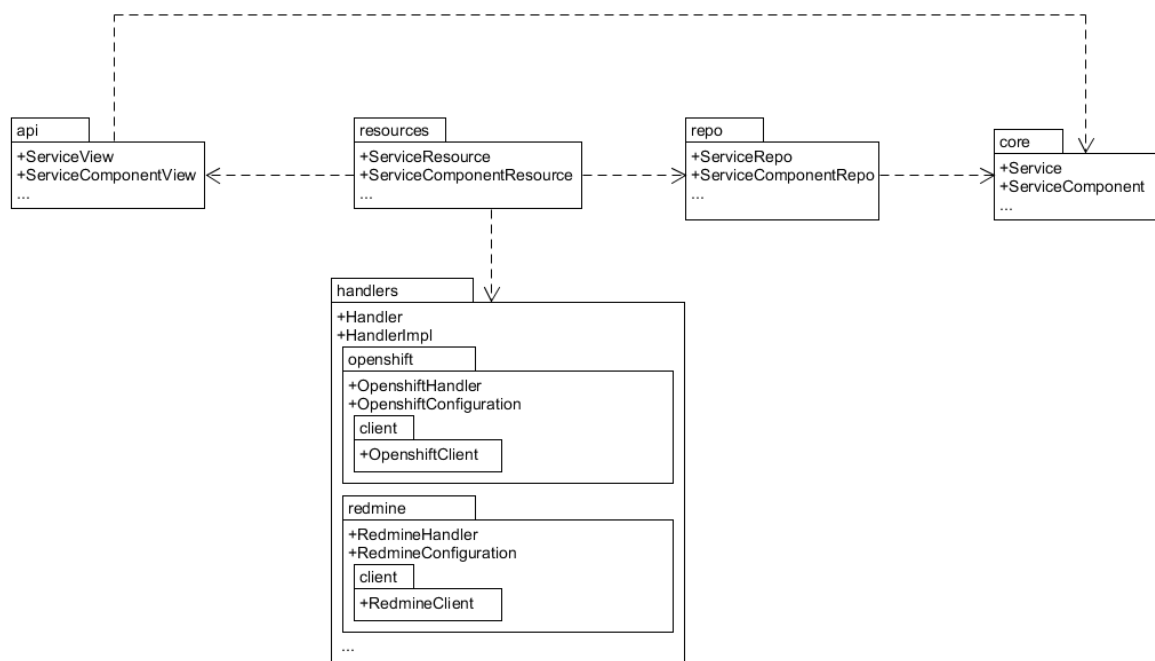 api
+ServiceView
+ServiceComponentView
...
resources
+ServiceResource
+ServiceComponentResource
...
repo
+ServiceRepo
+ServiceComponentRepo
...
core
+Service
+ServiceComponent
...
handlers
+Handler
+HandlerImpl
openshift
+OpenshiftHandler
+OpenshiftConfiguration
client
+OpenshiftClient
redmine
+RedmineHandler
+RedmineConfiguration
client
+RedmineClient
...